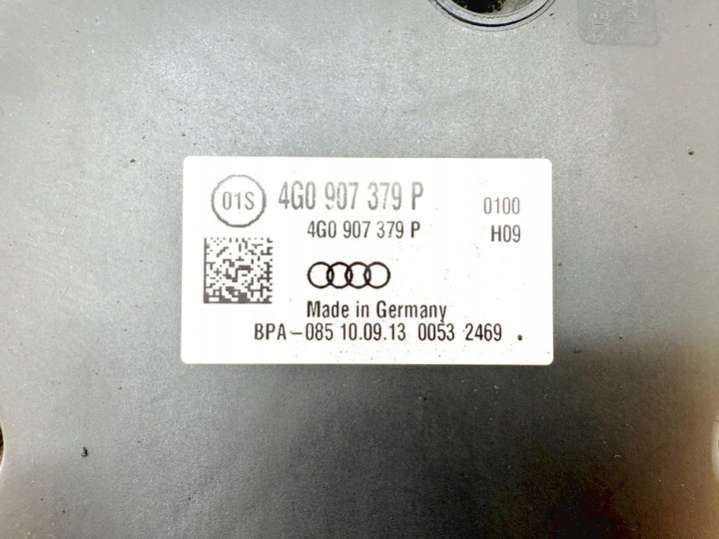 01S 4G0 907 379 P 0100
4G0 907 379 P H09
Made in Germany
BPA-085 10.09.13 0053 2469 .